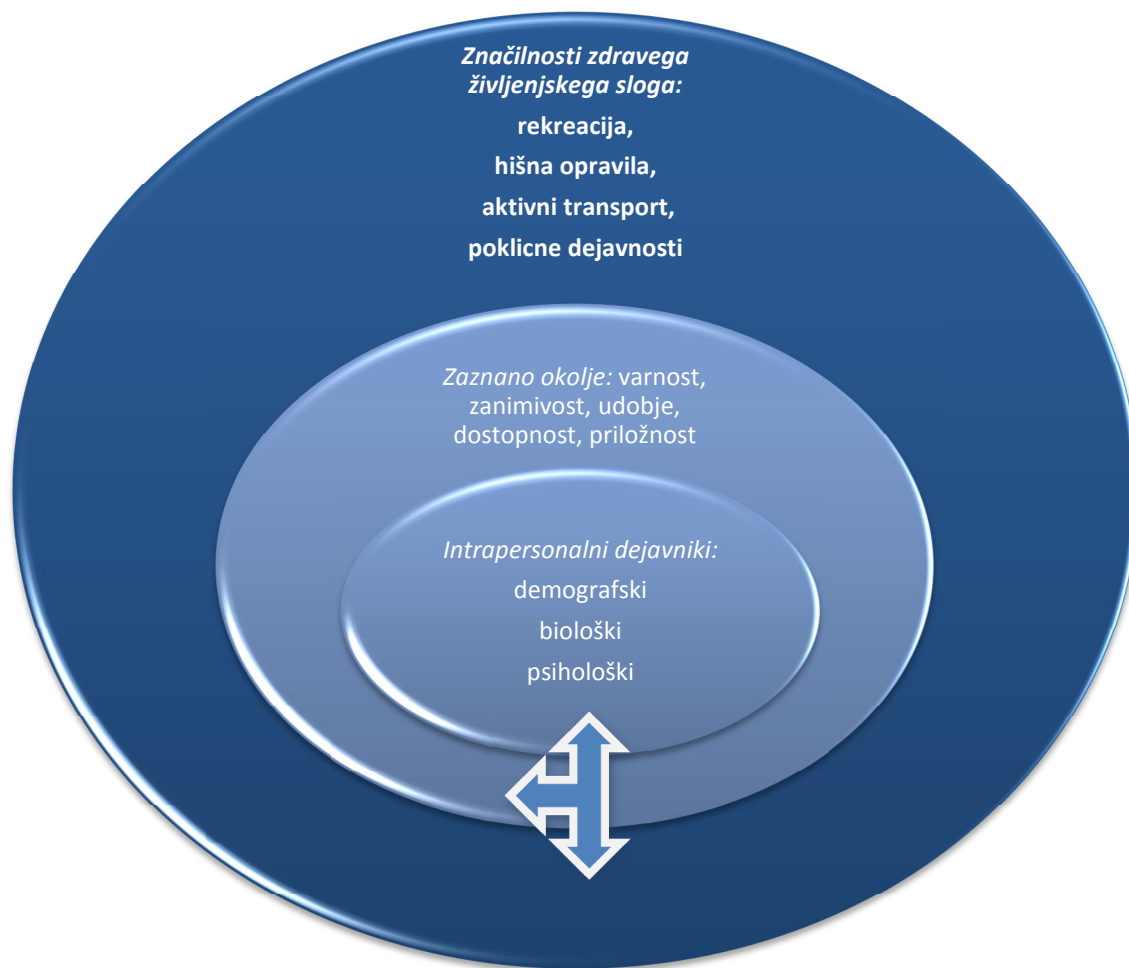 Značilnosti zdravega
življenjskega sloga:
rekreacija,
hišna opravila,
aktivni transport,
poklicne dejavnosti
Zaznano okolje: varnost,
zanimivost, udobje,
dostopnost, priložnost
Intrapersonalni dejavniki:
demografski
biološki
psihološki